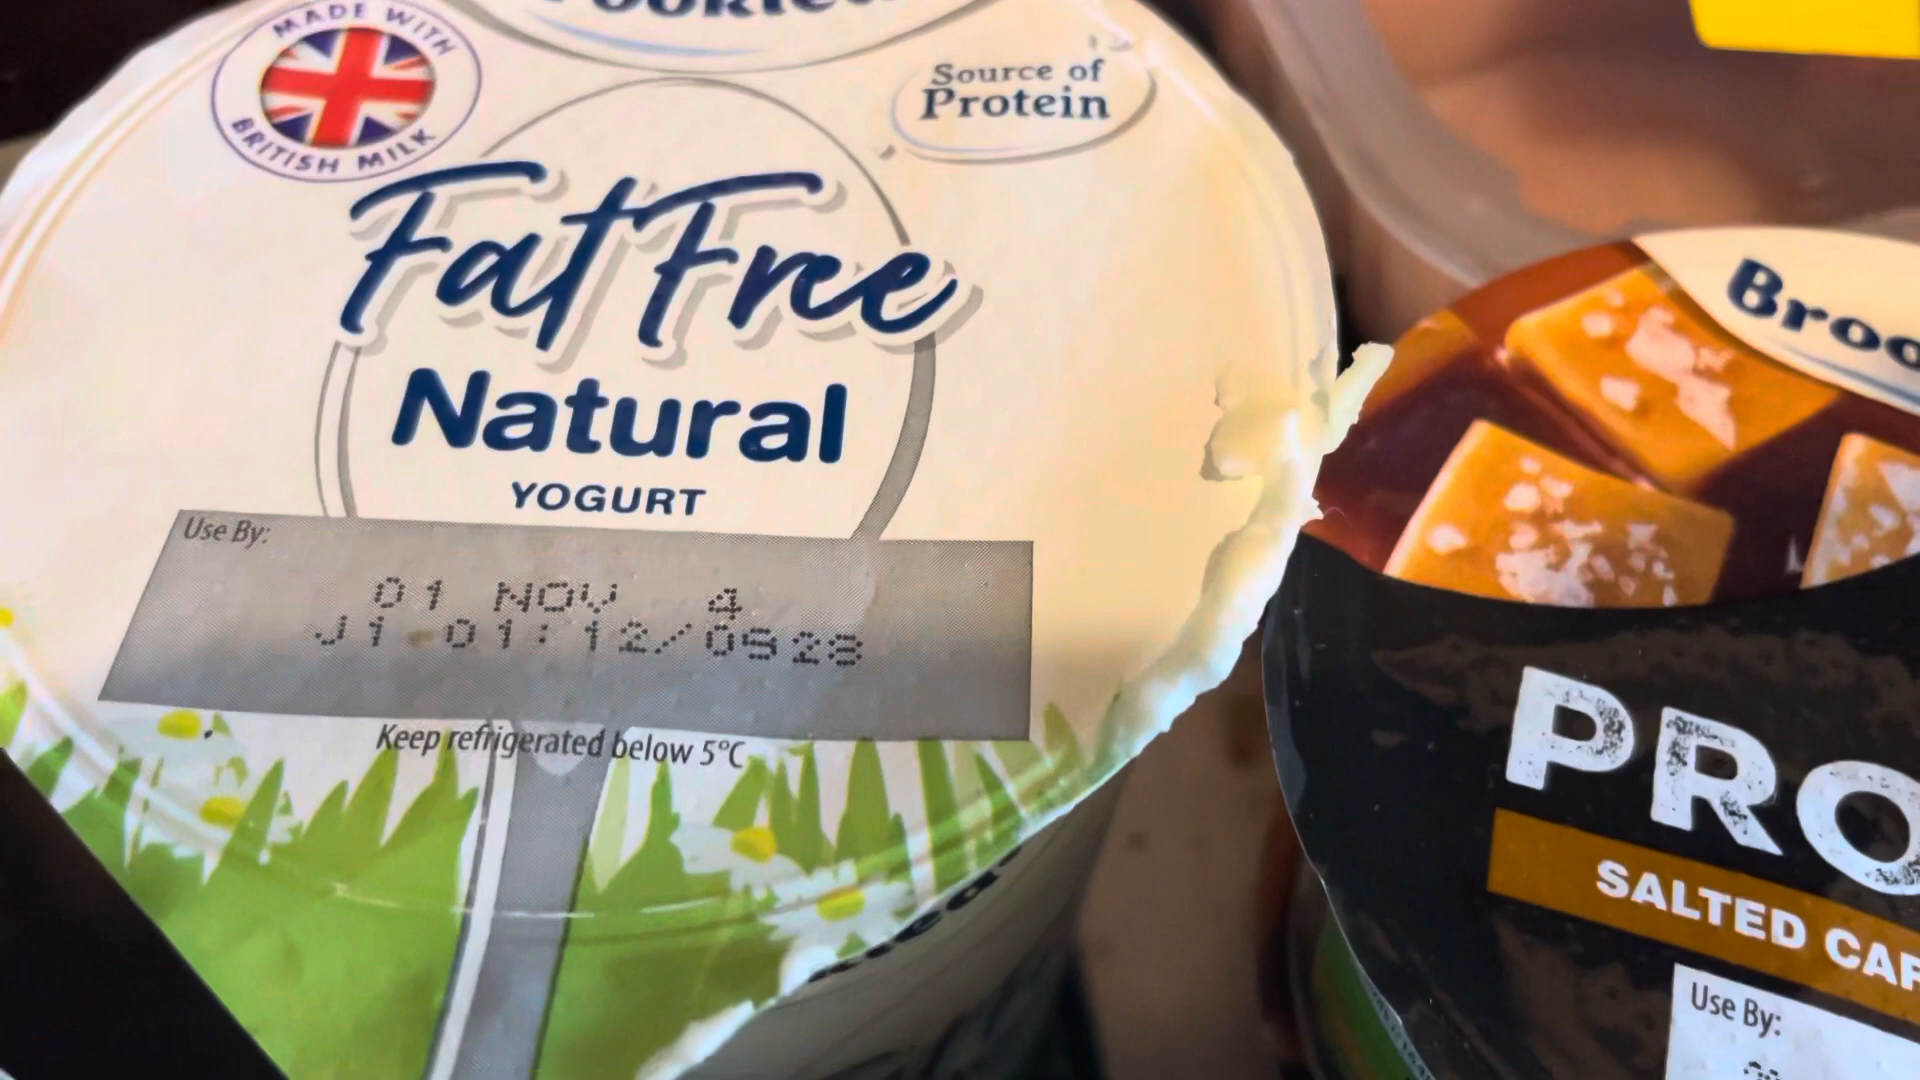 MADE WITH
BRITISH MILK
Source of
Protein
Fat Free
Natural
YOGURT
Use By:
01 NOV 4
J1 01:12/0928
Keep refrigerated below 5°C
Broo
PRO
SALTED CAR
Use By: